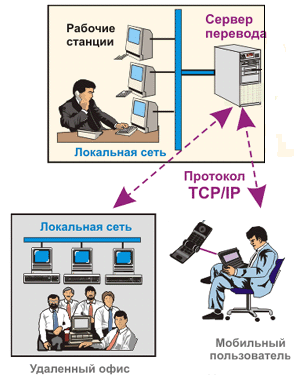 Рабочие
станции
Сервер
перевода
Локальная сеть
Протокол
TCP/IP
Локальная сеть
Удаленный офис
Мобильный
пользователь